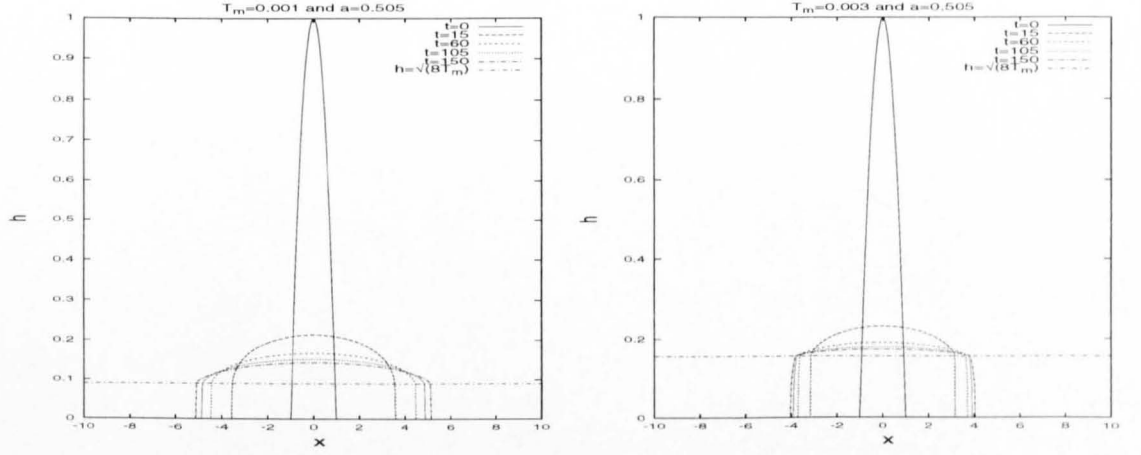 T_m=0.001 and a=0.505
t=0
t=15
t=60
t=105
t=150
h=√(8T_m)
1
0.9
0.8
0.7
0.6
0.5
0.4
0.3
0.2
0.1
0
h
-10 -8 -6 -4 -2 0 2 4 6 8 10
x
T_m=0.003 and a=0.505
t=0
t=15
t=60
t=105
t=150
h=√(8T_m)
1
0.8
0.6
0.4
0.2
0
h
-10 -8 -6 -4 -2 0 2 4 6 8 10
x